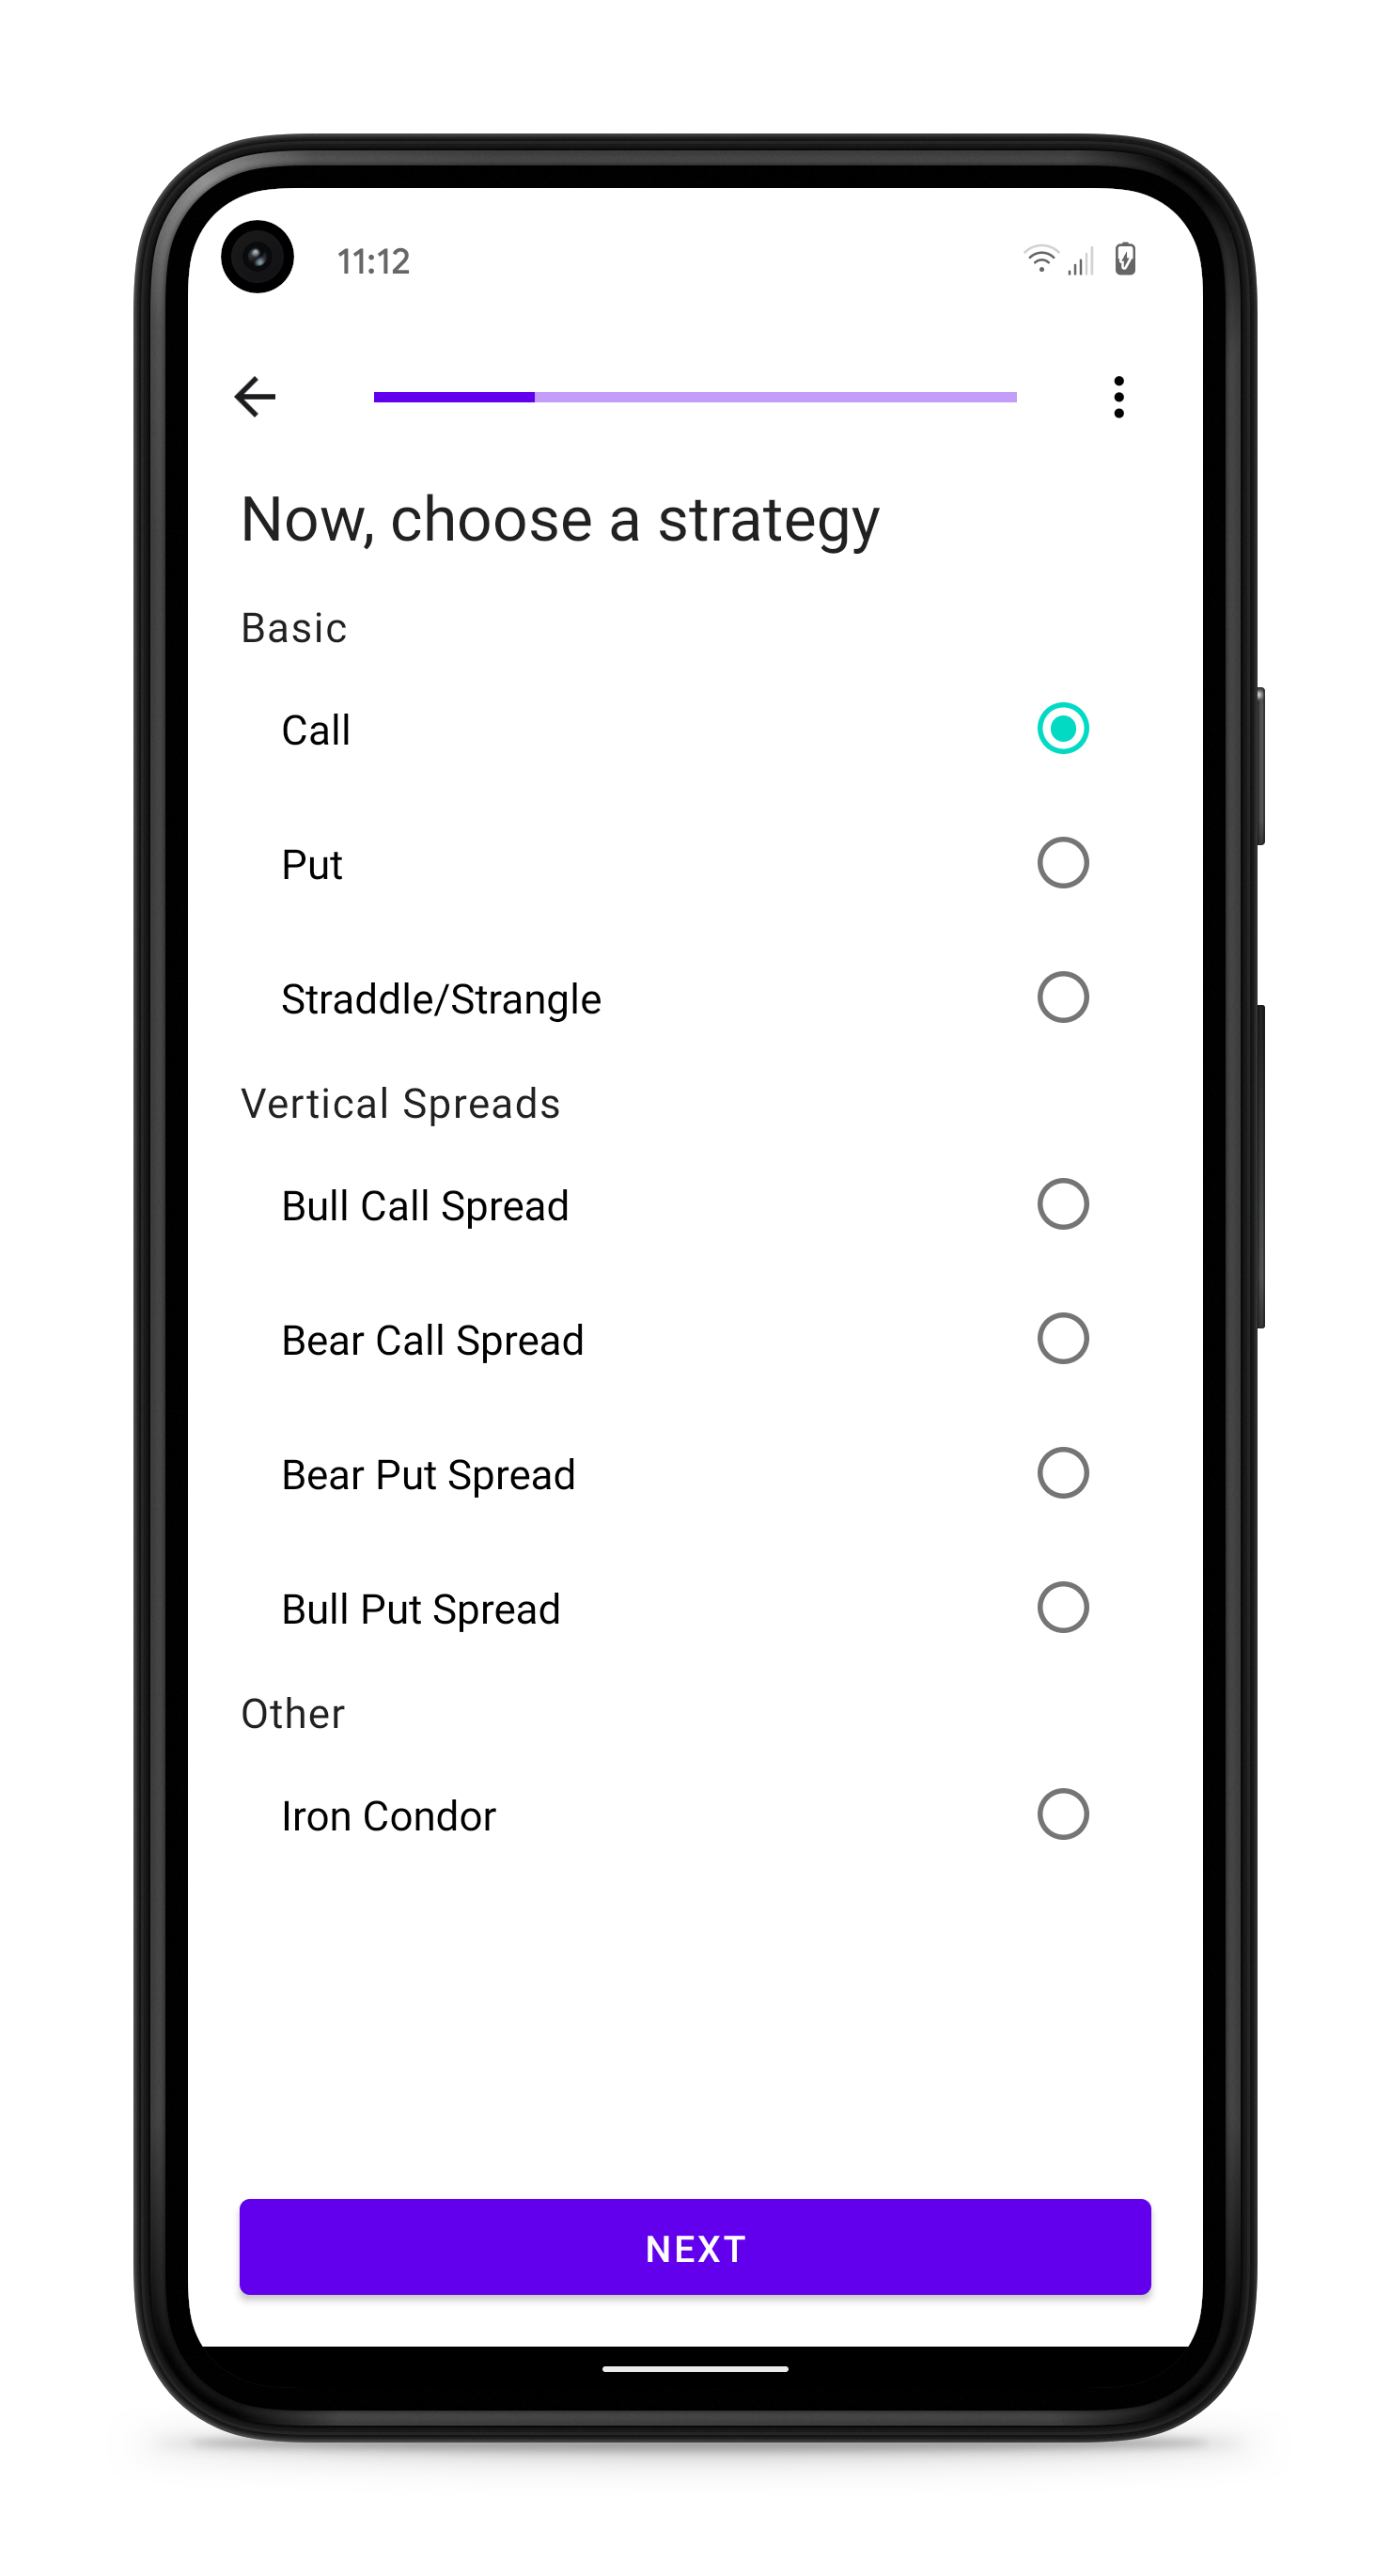 11:12
Now, choose a strategy
Basic
Call
Put
Straddle/Strangle
Vertical Spreads
Bull Call Spread
Bear Call Spread
Bear Put Spread
Bull Put Spread
Other
Iron Condor
NEXT